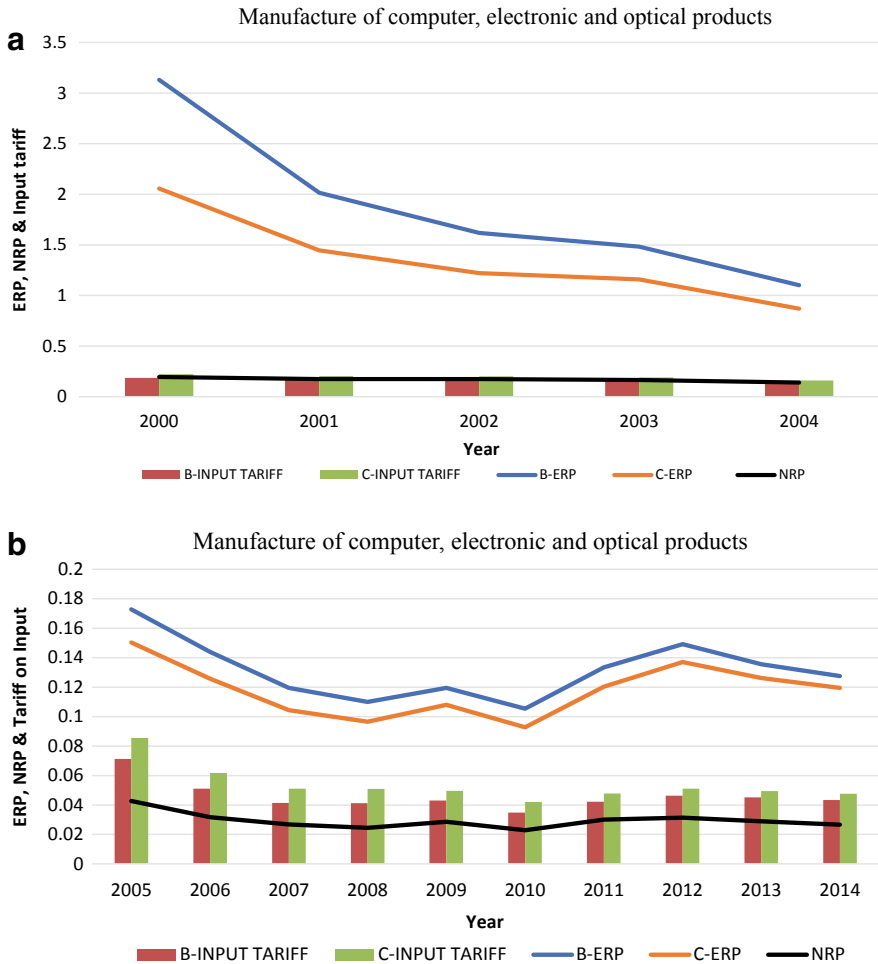 Manufacture of computer, electronic and optical products
a
3.5
3
2.5
2
1.5
1
0.5
0
ERP, NRP & Input tariff
2000 2001 2002 2003 2004
Year
B-INPUT TARIFF C-INPUT TARIFF B-ERP C-ERP NRP
b
Manufacture of computer, electronic and optical products
0.2
0.18
0.16
0.14
0.12
0.1
0.08
0.06
0.04
0.02
0
ERP, NRP & Tariff on Input
2005 2006 2007 2008 2009 2010 2011 2012 2013 2014
Year
B-INPUT TARIFF C-INPUT TARIFF B-ERP C-ERP NRP